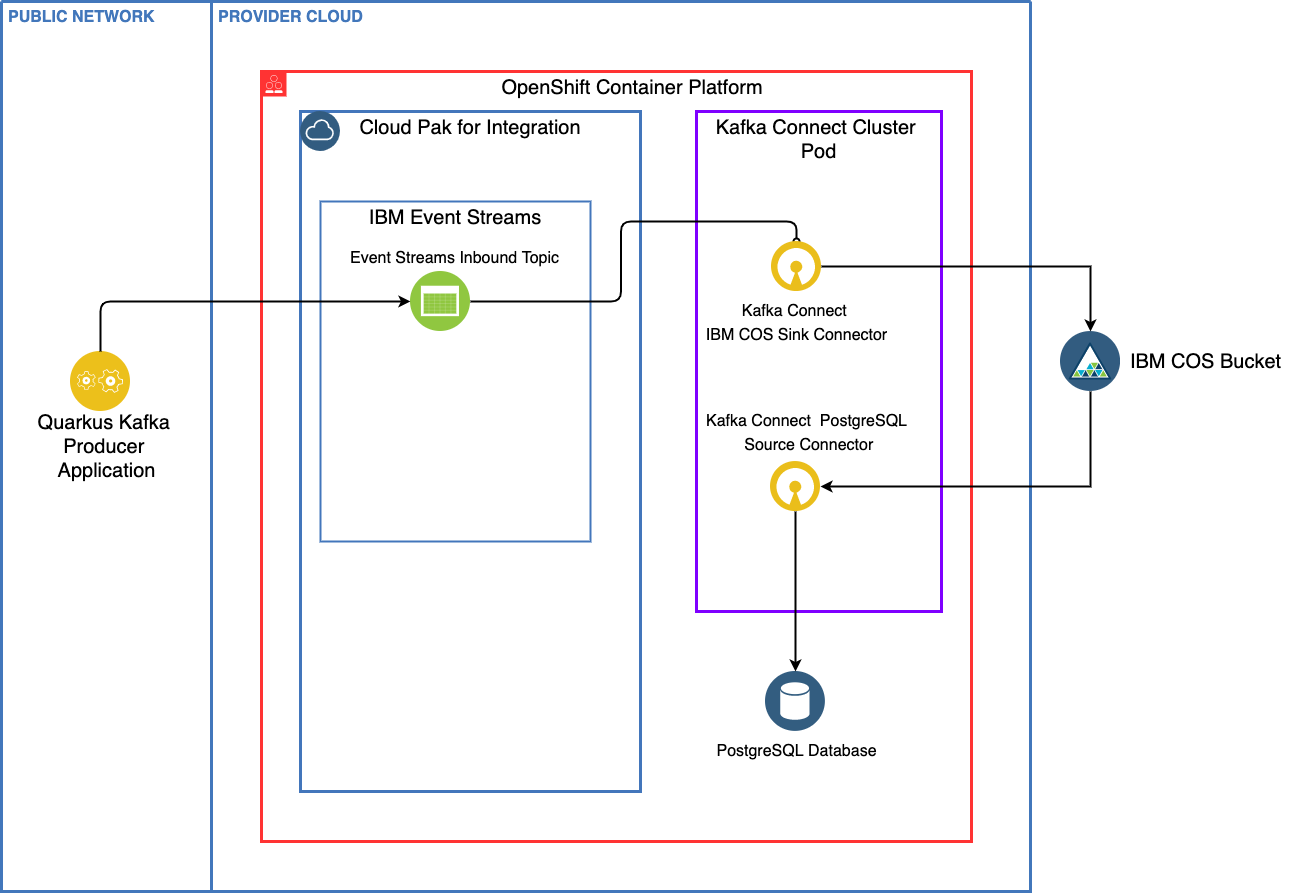 PUBLIC NETWORK
PROVIDER CLOUD
OpenShift Container Platform
Cloud Pak for Integration
Kafka Connect Cluster
Pod
IBM Event Streams
Event Streams Inbound Topic
Kafka Connect
IBM COS Sink Connector
IBM COS Bucket
Quarkus Kafka
Producer
Application
Kafka Connect  PostgreSQL
Source Connector
PostgreSQL Database